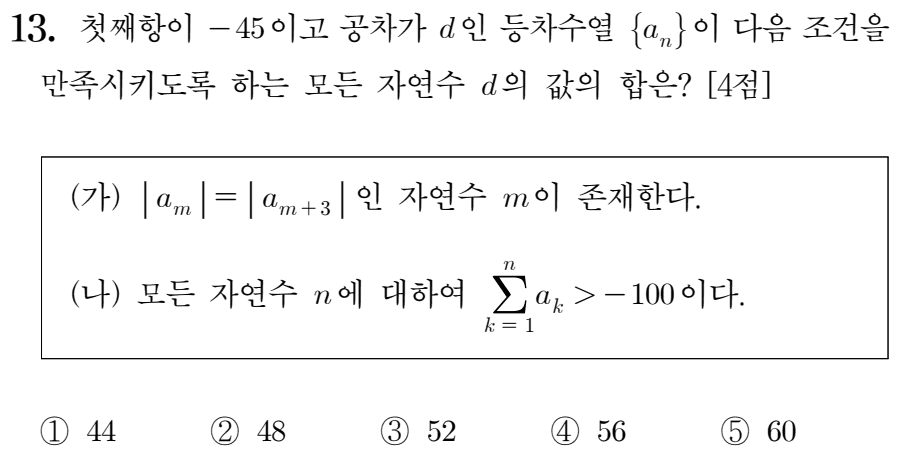 13. 첫째항이 −45이고 공차가 d인 등차수열 {aₙ}이 다음 조건을
만족시키도록 하는 모든 자연수 d의 값의 합은? [4점]
(가) |aₘ|=|aₘ₊₃|인 자연수 m이 존재한다.
(나) 모든 자연수 n에 대하여 ∑_{k=1}^{n} aₖ > −100이다.
① 44 ② 48 ③ 52 ④ 56 ⑤ 60